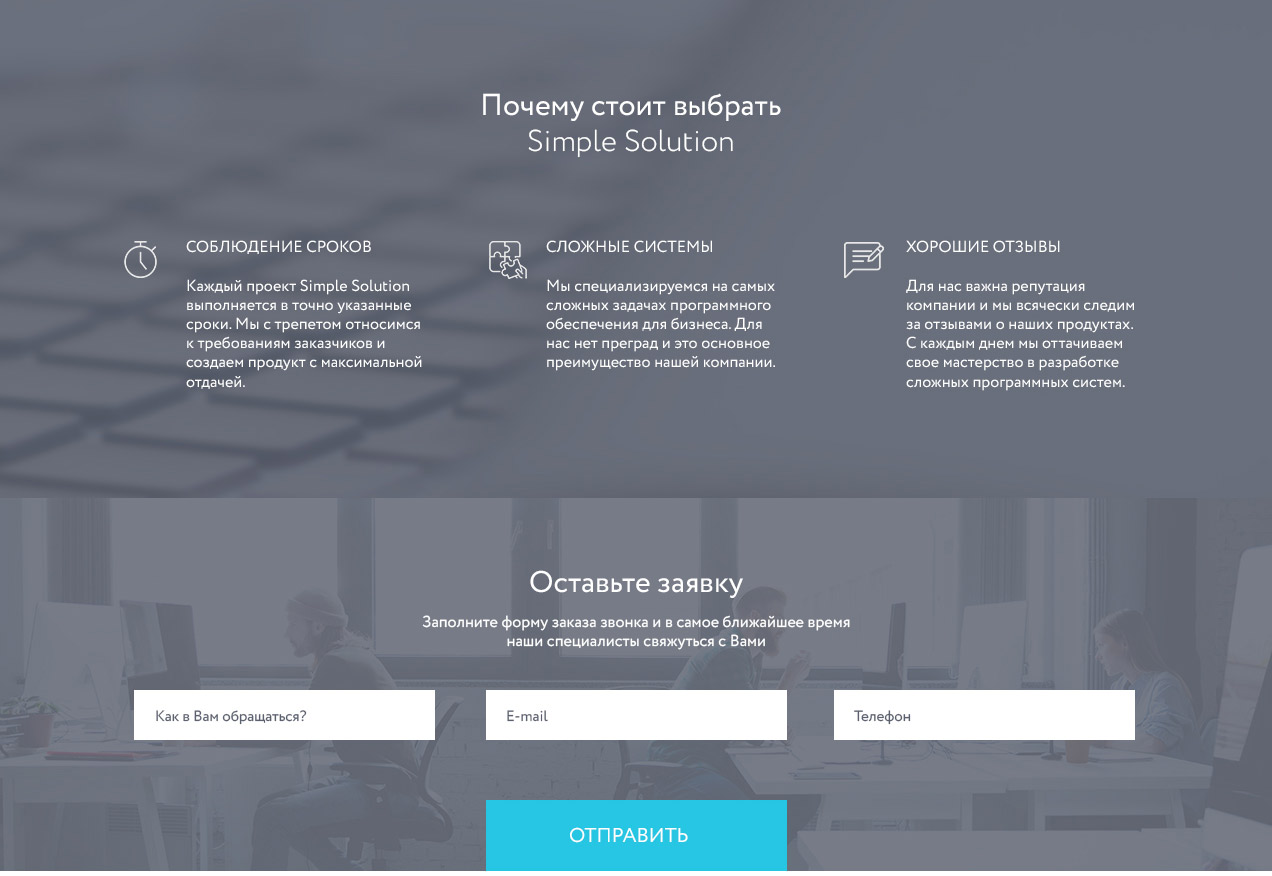 Почему стоит выбрать
Simple Solution
СОБЛЮДЕНИЕ СРОКОВ
Каждый проект Simple Solution
выполняется в точно указанные
сроки. Мы с трепетом относимся
к требованиям заказчиков и
создаем продукт с максимальной
отдачей.
СЛОЖНЫЕ СИСТЕМЫ
Мы специализируемся на самых
сложных задачах программного
обеспечения для бизнеса. Для
нас нет преград и это основное
преимущество нашей компании.
ХОРОШИЕ ОТЗЫВЫ
Для нас важна репутация
компании и мы всячески следим
за отзывами о наших продуктах.
С каждым днем мы оттачиваем
свое мастерство в разработке
сложных программных систем.
Оставьте заявку
Заполните форму заказа звонка и в самое ближайшее время
наши специалисты свяжуться с Вами
Как в Вам обращаться?
E-mail
Телефон
ОТПРАВИТЬ